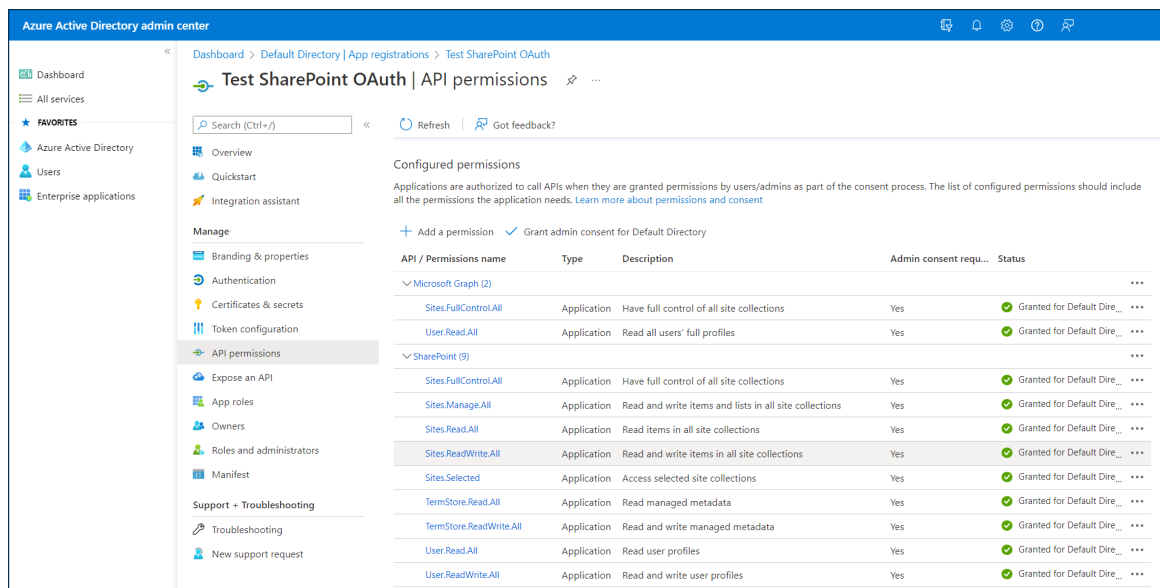 Azure Active Directory admin center
Dashboard
All services
FAVORITES
Azure Active Directory
Users
Enterprise applications
Dashboard > Default Directory | App registrations > Test SharePoint OAuth
Test SharePoint OAuth | API permissions
Search (Ctrl+/)
Overview
Quickstart
Integration assistant
Manage
Branding & properties
Authentication
Certificates & secrets
Token configuration
API permissions
Expose an API
App roles
Owners
Roles and administrators
Manifest
Support + Troubleshooting
Troubleshooting
New support request
Refresh Got feedback?
Configured permissions
Applications are authorized to call APIs when they are granted permissions by users/admins as part of the consent process. The list of configured permissions should include
all the permissions the application needs. Learn more about permissions and consent
Add a permission Grant admin consent for Default Directory
API / Permissions name Type Description Admin consent requ... Status
Microsoft Graph (2)
Sites.FullControl.All Application Have full control of all site collections Yes Granted for Default Dire...
User.Read.All Application Read all users' full profiles Yes Granted for Default Dire...
SharePoint (9)
Sites.FullControl.All Application Have full control of all site collections Yes Granted for Default Dire...
Sites.Manage.All Application Read and write items and lists in all site collections Yes Granted for Default Dire...
Sites.Read.All Application Read items in all site collections Yes Granted for Default Dire...
Sites.ReadWrite.All Application Read and write items in all site collections Yes Granted for Default Dire...
Sites.Selected Application Access selected site collections Yes Granted for Default Dire...
TermStore.Read.All Application Read managed metadata Yes Granted for Default Dire...
TermStore.ReadWrite.All Application Read and write managed metadata Yes Granted for Default Dire...
User.Read.All Application Read user profiles Yes Granted for Default Dire...
User.ReadWrite.All Application Read and write user profiles Yes Granted for Default Dire...